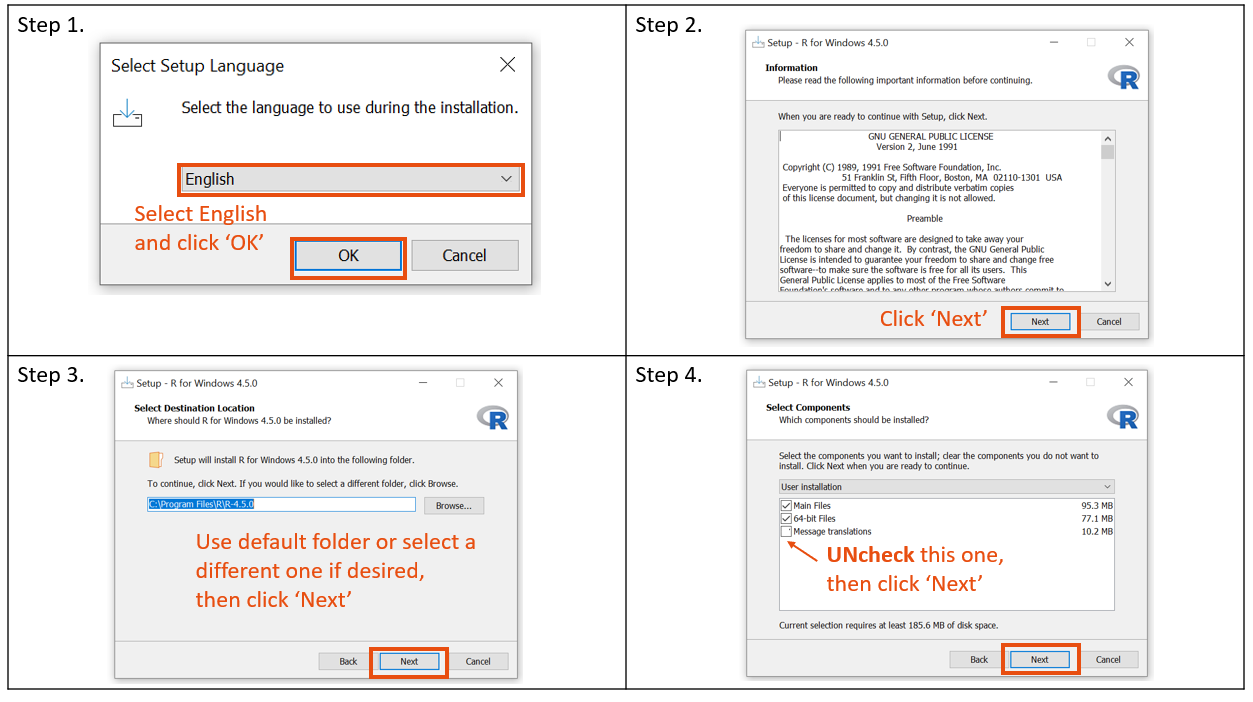 Step 1.
Select Setup Language
Select the language to use during the installation.
English
Select English
and click ‘OK’
OK
Cancel
Step 2.
Setup - R for Windows 4.5.0
Information
Please read the following important information before continuing.
R
When you are ready to continue with Setup, click Next.
GNU GENERAL PUBLIC LICENSE
Version 2, June 1991
Copyright (C) 1989, 1991 Free Software Foundation, Inc.
51 Franklin St, Fifth Floor, Boston, MA 02110-1301 USA
Everyone is permitted to copy and distribute verbatim copies
of this license document, but changing it is not allowed.
Preamble
The licenses for most software are designed to take away your
freedom to share and change it. By contrast, the GNU General Public
License is intended to guarantee your freedom to share and change free
software--to make sure the software is free for all its users. This
General Public License applies to most of the Free Software
Foundation's software and to any other program whose authors commit to
Click ‘Next’
Next
Cancel
Step 3.
Setup - R for Windows 4.5.0
Select Destination Location
Where should R for Windows 4.5.0 be installed?
R
Setup will install R for Windows 4.5.0 into the following folder.
To continue, click Next. If you would like to select a different folder, click Browse.
C:\Program Files\R\R-4.5.0
Browse...
Use default folder or select a
different one if desired,
then click ‘Next’
Back
Next
Cancel
Step 4.
Setup - R for Windows 4.5.0
Select Components
Which components should be installed?
R
Select the components you want to install; clear the components you do not want to
install. Click Next when you are ready to continue.
User installation
Main Files 95.3 MB
64-bit Files 77.1 MB
Message translations 10.2 MB
UNcheck this one,
then click ‘Next’
Current selection requires at least 185.6 MB of disk space.
Back
Next
Cancel